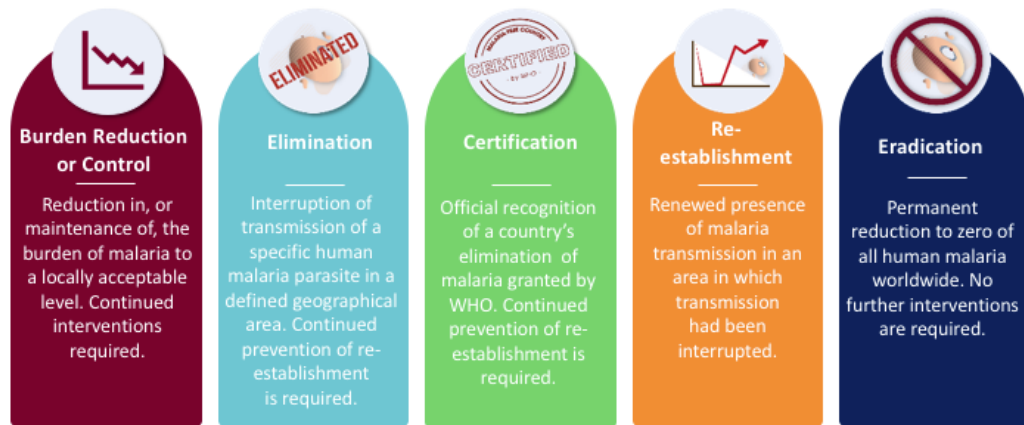 ELIMINATED
MALARIA FREE COUNTRY
CERTIFIED
- BY WHO -
Burden Reduction
or Control
Reduction in, or
maintenance of, the
burden of malaria to
a locally acceptable
level. Continued
interventions
required.
Elimination
Interruption of
transmission of a
specific human
malaria parasite in a
defined geographical
area. Continued
prevention of re-
establishment
is required.
Certification
Official recognition
of a country's
elimination of
malaria granted by
WHO. Continued
prevention of re-
establishment is
required.
Re-
establishment
Renewed presence
of malaria
transmission in an
area in which
transmission
had been
interrupted.
Eradication
Permanent
reduction to zero of
all human malaria
worldwide. No
further interventions
are required.